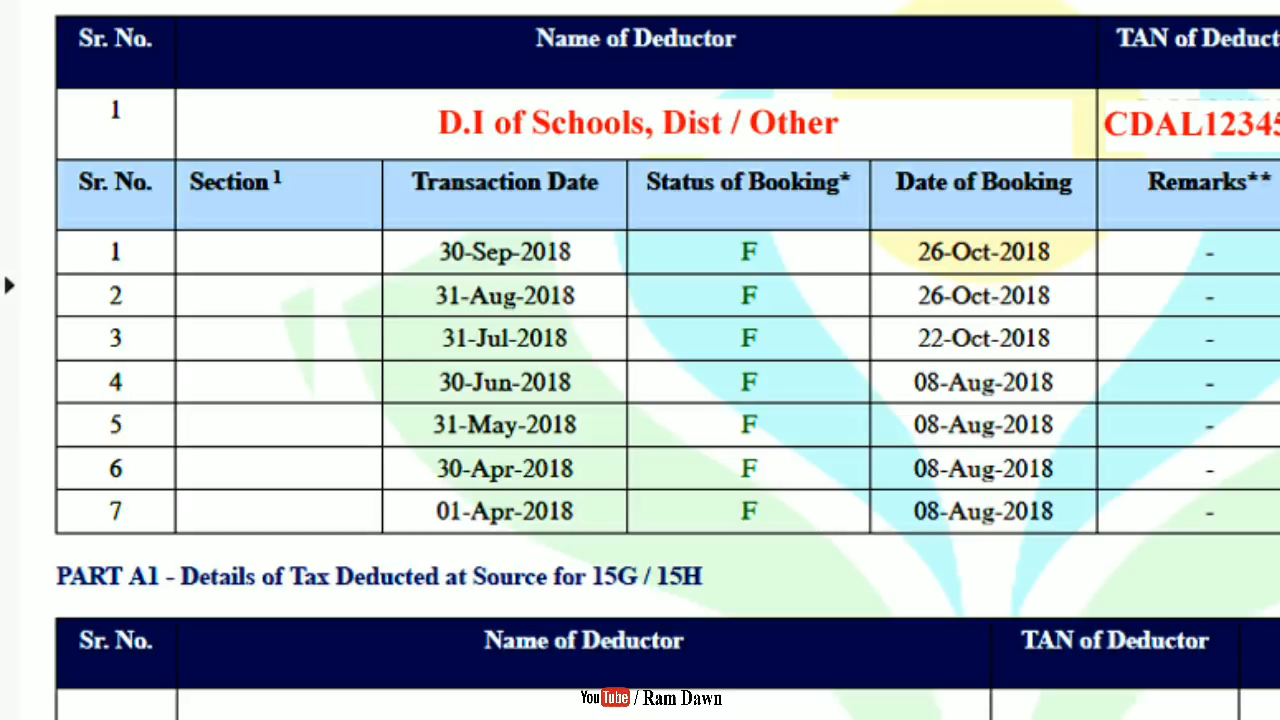 Sr. No. Name of Deductor TAN of Deduct
1 D.I of Schools, Dist / Other CDAL12345
Sr. No. Section 1 Transaction Date Status of Booking* Date of Booking Remarks**
1 30-Sep-2018 F 26-Oct-2018 -
2 31-Aug-2018 F 26-Oct-2018 -
3 31-Jul-2018 F 22-Oct-2018 -
4 30-Jun-2018 F 08-Aug-2018 -
5 31-May-2018 F 08-Aug-2018 -
6 30-Apr-2018 F 08-Aug-2018 -
7 01-Apr-2018 F 08-Aug-2018 -
PART A1 - Details of Tax Deducted at Source for 15G / 15H
Sr. No. Name of Deductor TAN of Deductor
YouTube / Ram Dawn